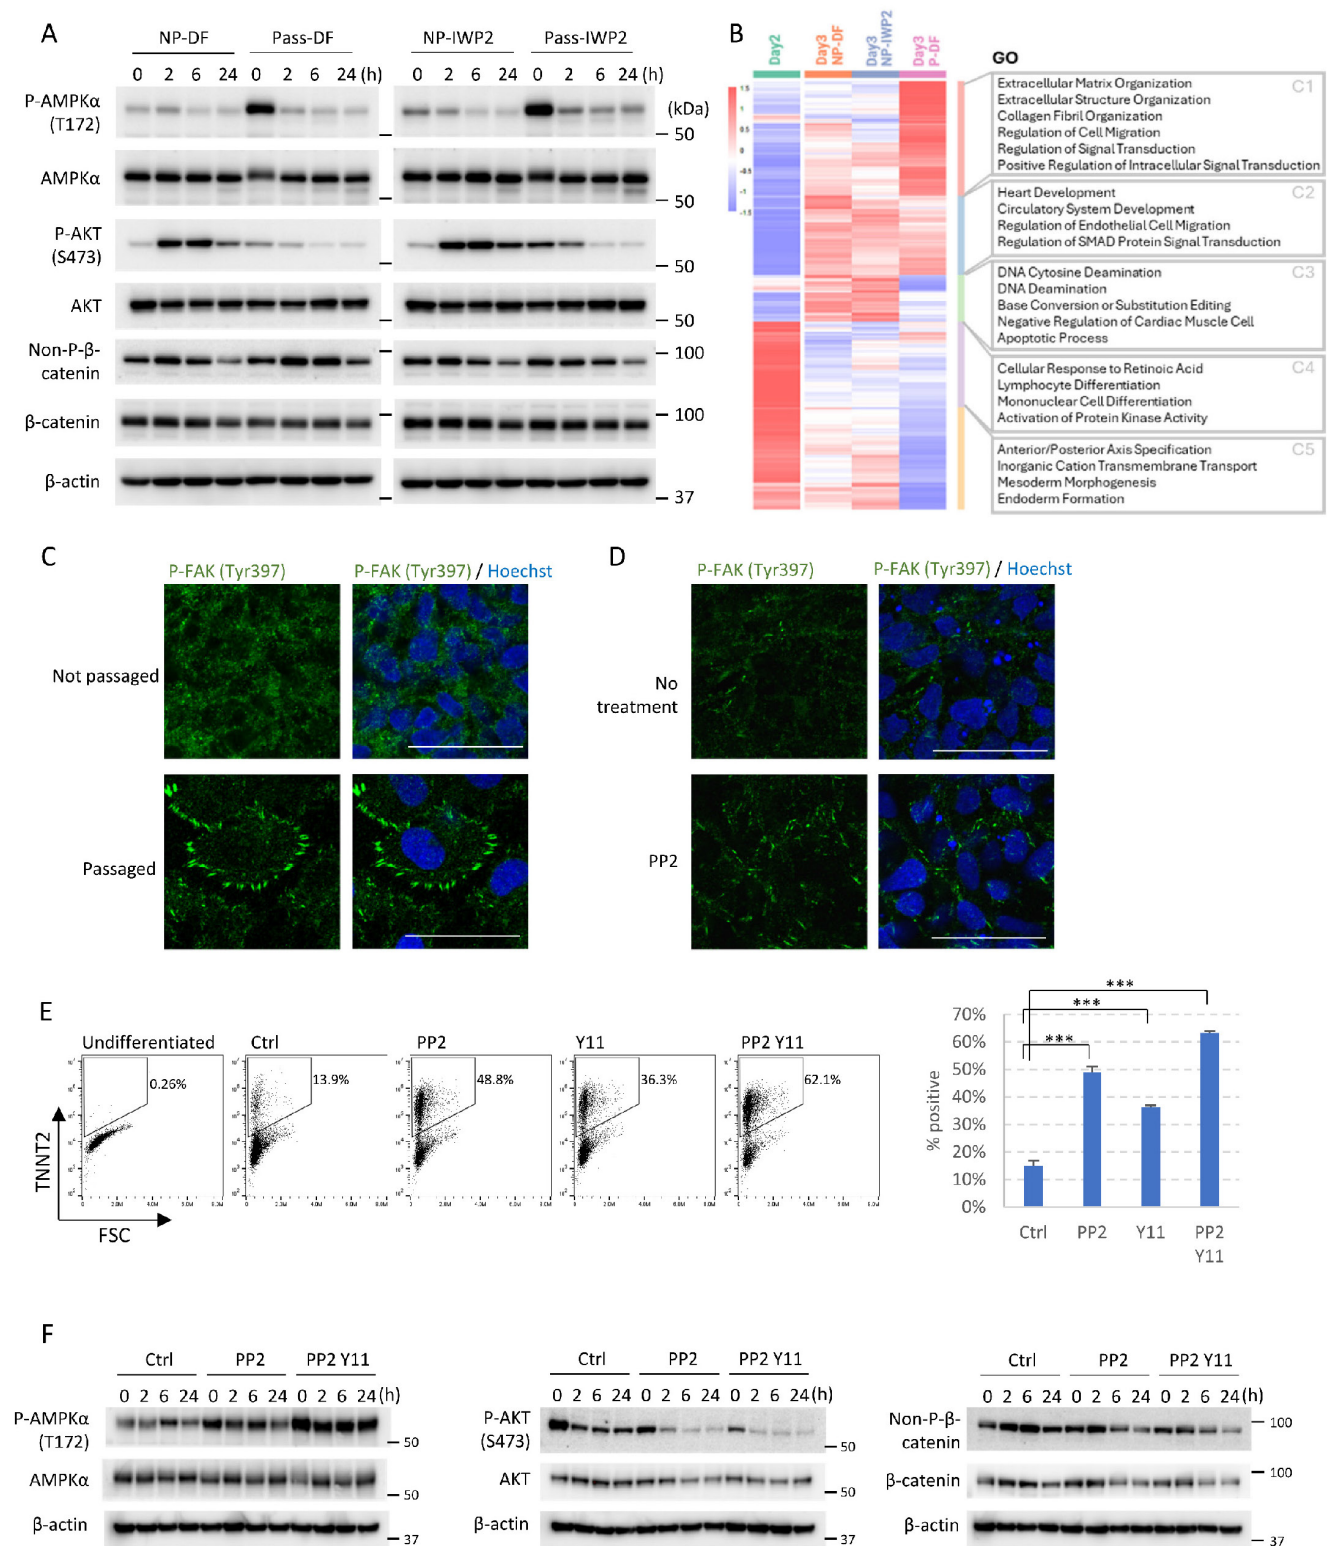 A
NP-DF Pass-DF NP-IWP2 Pass-IWP2
0 2 6 24 0 2 6 24 (h) 0 2 6 24 0 2 6 24 (h)
P-AMPKα
(T172)
(kDa)
50
AMPKα
50
P-AKT
(S473)
50
AKT
50
Non-P-β-
catenin
100
β-catenin
100
β-actin
37
B
Day2
Day3
NP-DF
Day3
NP-IWP2
Day3
P-DF
1.5
1
0.5
0
-0.5
-1
-1.5
GO
C1
Extracellular Matrix Organization
Extracellular Structure Organization
Collagen Fibril Organization
Regulation of Cell Migration
Regulation of Signal Transduction
Positive Regulation of Intracellular Signal Transduction
C2
Heart Development
Circulatory System Development
Regulation of Endothelial Cell Migration
Regulation of SMAD Protein Signal Transduction
C3
DNA Cytosine Deamination
DNA Deamination
Base Conversion or Substitution Editing
Negative Regulation of Cardiac Muscle Cell
Apoptotic Process
C4
Cellular Response to Retinoic Acid
Lymphocyte Differentiation
Mononuclear Cell Differentiation
Activation of Protein Kinase Activity
C5
Anterior/Posterior Axis Specification
Inorganic Cation Transmembrane Transport
Mesoderm Morphogenesis
Endoderm Formation
C
P-FAK (Tyr397) P-FAK (Tyr397) / Hoechst
Not passaged
Passaged
D
P-FAK (Tyr397) P-FAK (Tyr397) / Hoechst
No
treatment
PP2
E
Undifferentiated
0.26%
Ctrl
13.9%
PP2
48.8%
Y11
36.3%
PP2 Y11
62.1%
TNNT2
FSC
***
***
***
70%
60%
50%
40%
30%
20%
10%
0%
% positive
Ctrl PP2 Y11 PP2
Y11
F
Ctrl PP2 PP2 Y11
0 2 6 24 0 2 6 24 0 2 6 24 (h)
P-AMPKα
(T172)
50
AMPKα
50
β-actin
37
Ctrl PP2 PP2 Y11
0 2 6 24 0 2 6 24 0 2 6 24 (h)
P-AKT
(S473)
50
AKT
50
β-actin
37
Ctrl PP2 PP2 Y11
0 2 6 24 0 2 6 24 0 2 6 24 (h)
Non-P-β-
catenin
100
β-catenin
100
β-actin
37